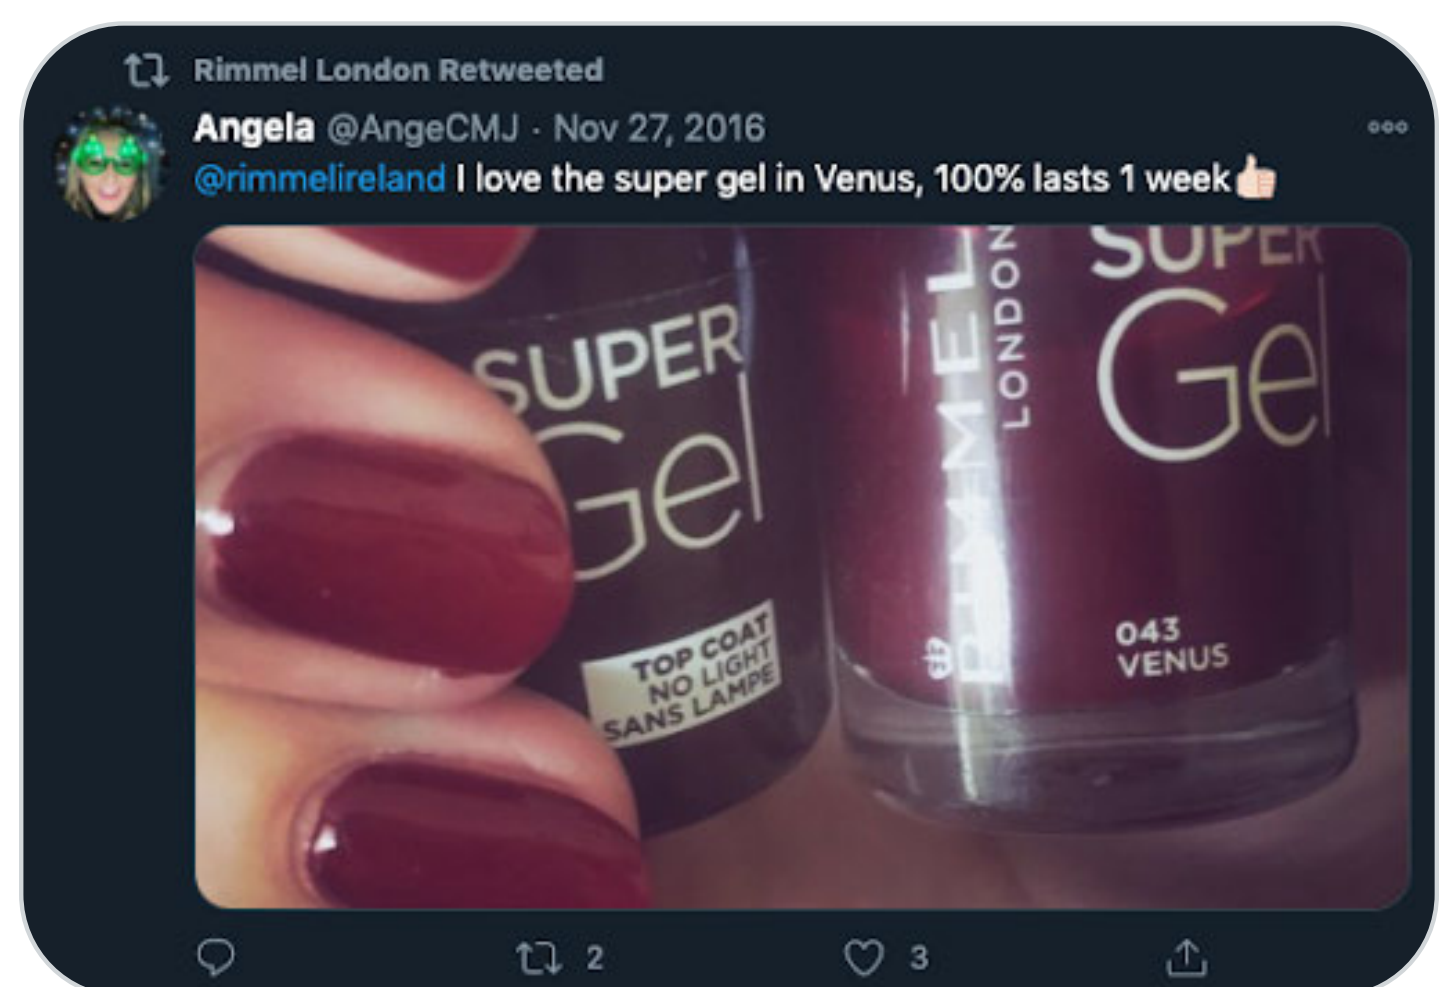 Rimmel London Retweeted
Angela @AngeCMJ · Nov 27, 2016
@rimmelireland I love the super gel in Venus, 100% lasts 1 week👍🏻
SUPER
Gel
TOP COAT
NO LIGHT
SANS LAMPE
RIMMEL
LONDON
SUPER
Gel
043
VENUS
2
3